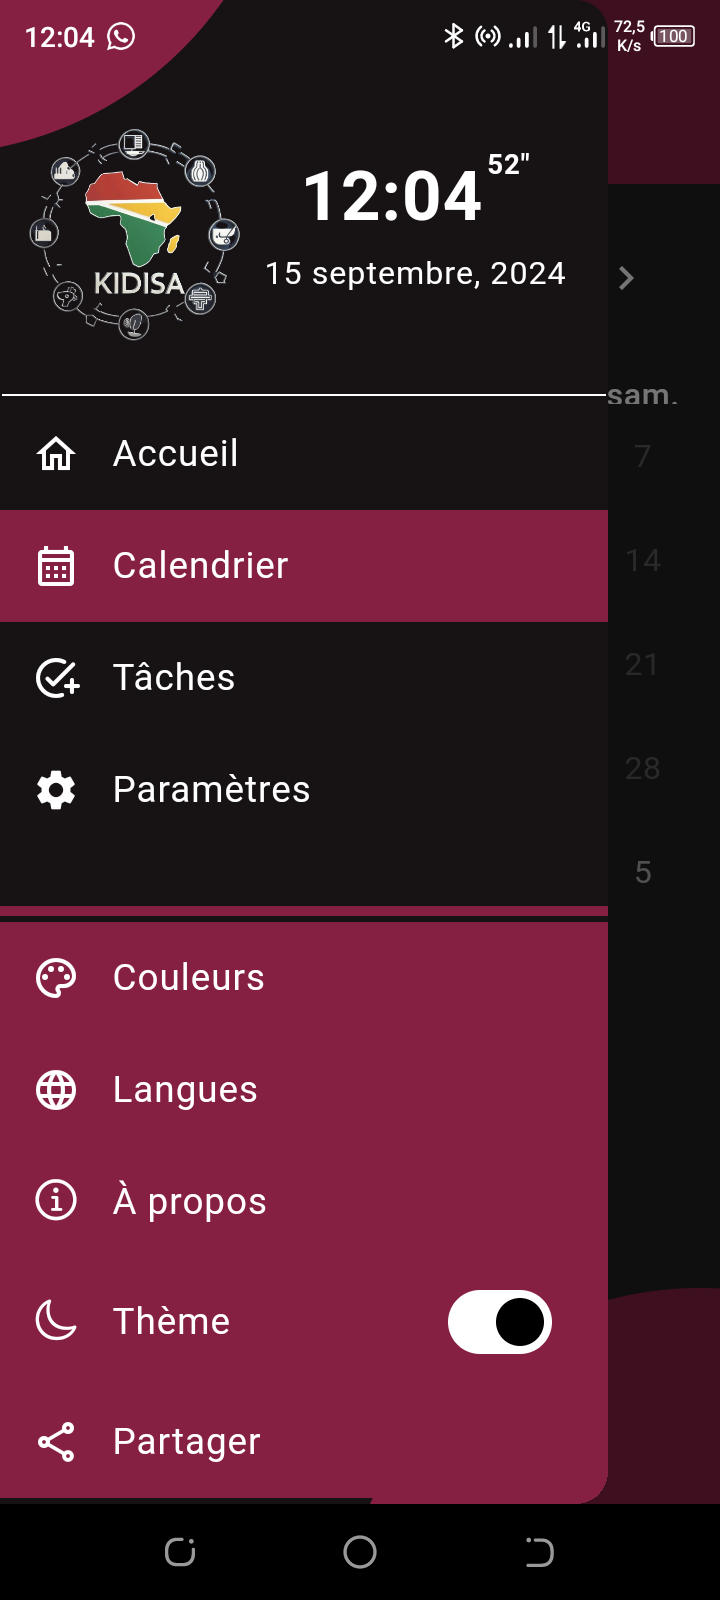 12:04
4G
72,5
K/s
100
12:04 52"
KIDISA
15 septembre, 2024
sam.
Accueil
7
Calendrier
14
Tâches
21
Paramètres
28
5
Couleurs
Langues
À propos
Thème
Partager